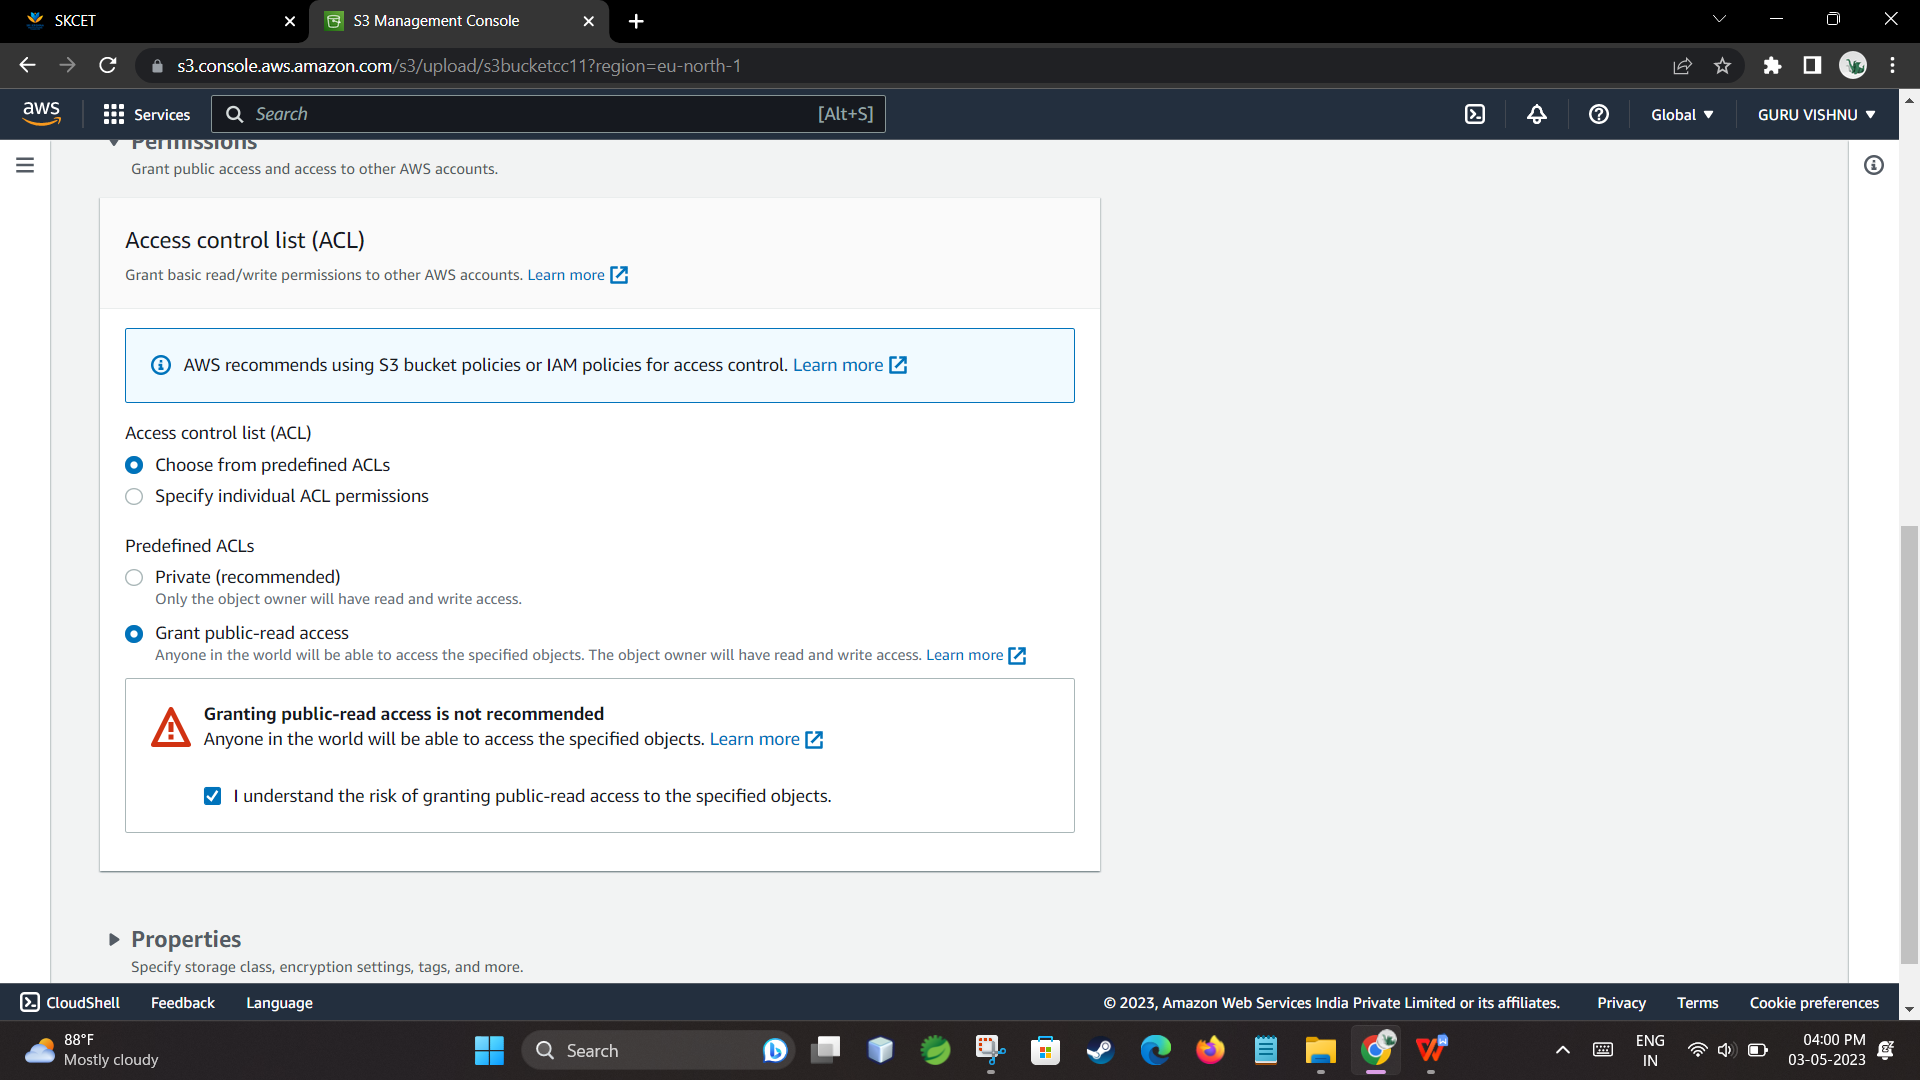 SKCET
S3 Management Console
s3.console.aws.amazon.com/s3/upload/s3bucketcc11?region=eu-north-1
aws
Services
Search
[Alt+S]
Global
GURU VISHNU
Permissions
Grant public access and access to other AWS accounts.
Access control list (ACL)
Grant basic read/write permissions to other AWS accounts. Learn more
AWS recommends using S3 bucket policies or IAM policies for access control. Learn more
Access control list (ACL)
Choose from predefined ACLs
Specify individual ACL permissions
Predefined ACLs
Private (recommended)
Only the object owner will have read and write access.
Grant public-read access
Anyone in the world will be able to access the specified objects. The object owner will have read and write access. Learn more
Granting public-read access is not recommended
Anyone in the world will be able to access the specified objects. Learn more
I understand the risk of granting public-read access to the specified objects.
Properties
Specify storage class, encryption settings, tags, and more.
CloudShell
Feedback
Language
© 2023, Amazon Web Services India Private Limited or its affiliates.
Privacy
Terms
Cookie preferences
88°F
Mostly cloudy
Search
ENG
IN
04:00 PM
03-05-2023